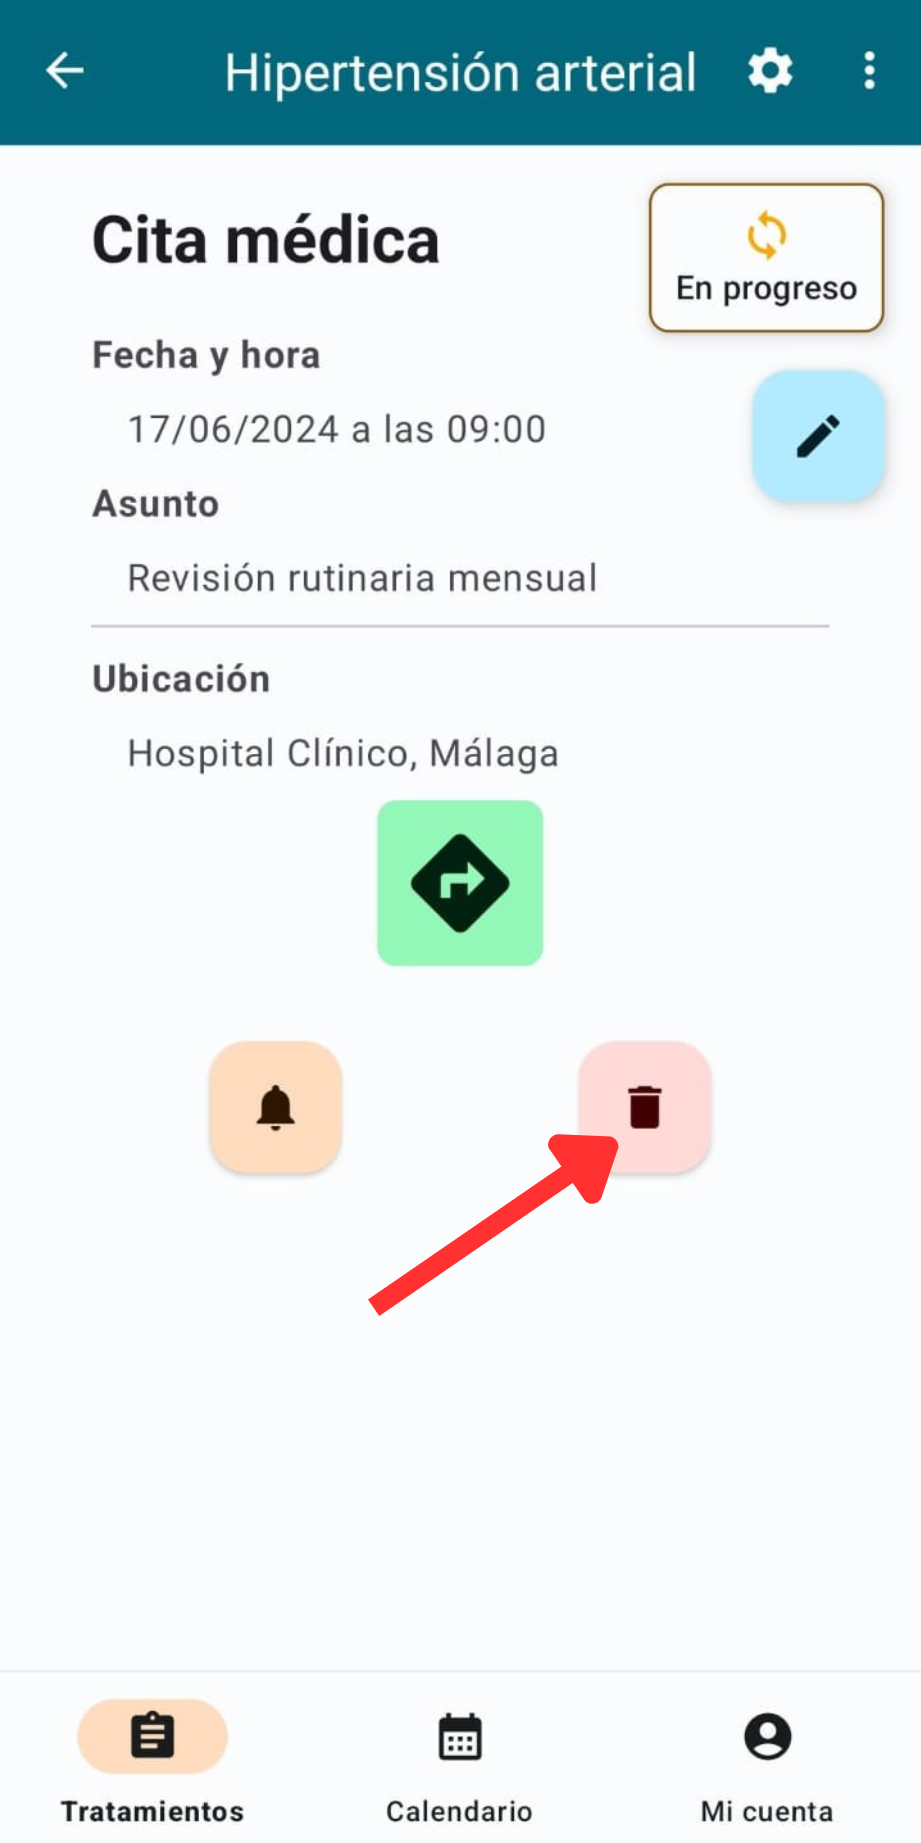 Hipertensión arterial
Cita médica
En progreso
Fecha y hora
17/06/2024 a las 09:00
Asunto
Revisión rutinaria mensual
Ubicación
Hospital Clínico, Málaga
Tratamientos
Calendario
Mi cuenta